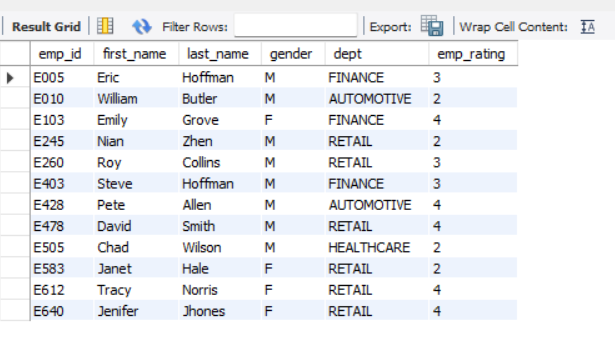 Result Grid Filter Rows: Export: Wrap Cell Content: IA
emp_id first_name last_name gender dept emp_rating
E005 Eric Hoffman M FINANCE 3
E010 William Butler M AUTOMOTIVE 2
E103 Emily Grove F FINANCE 4
E245 Nian Zhen M RETAIL 2
E260 Roy Collins M RETAIL 3
E403 Steve Hoffman M FINANCE 3
E428 Pete Allen M AUTOMOTIVE 4
E478 David Smith M RETAIL 4
E505 Chad Wilson M HEALTHCARE 2
E583 Janet Hale F RETAIL 2
E612 Tracy Norris F RETAIL 4
E640 Jenifer Jhones F RETAIL 4